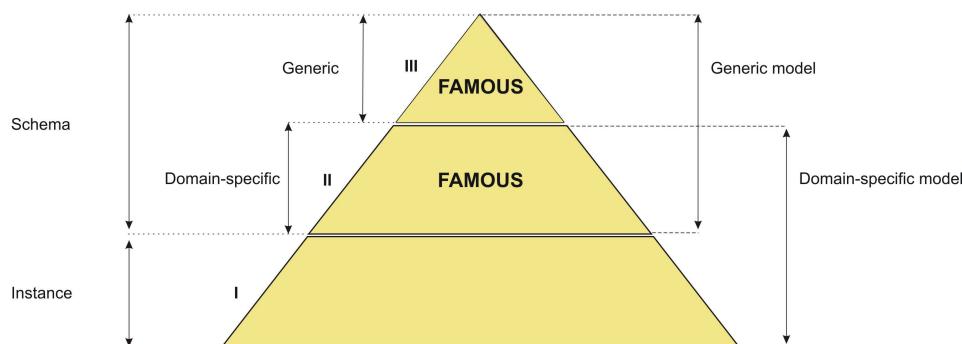 Generic
III
Generic model
FAMOUS
Schema
Domain-specific
II
FAMOUS
Domain-specific model
Instance
I